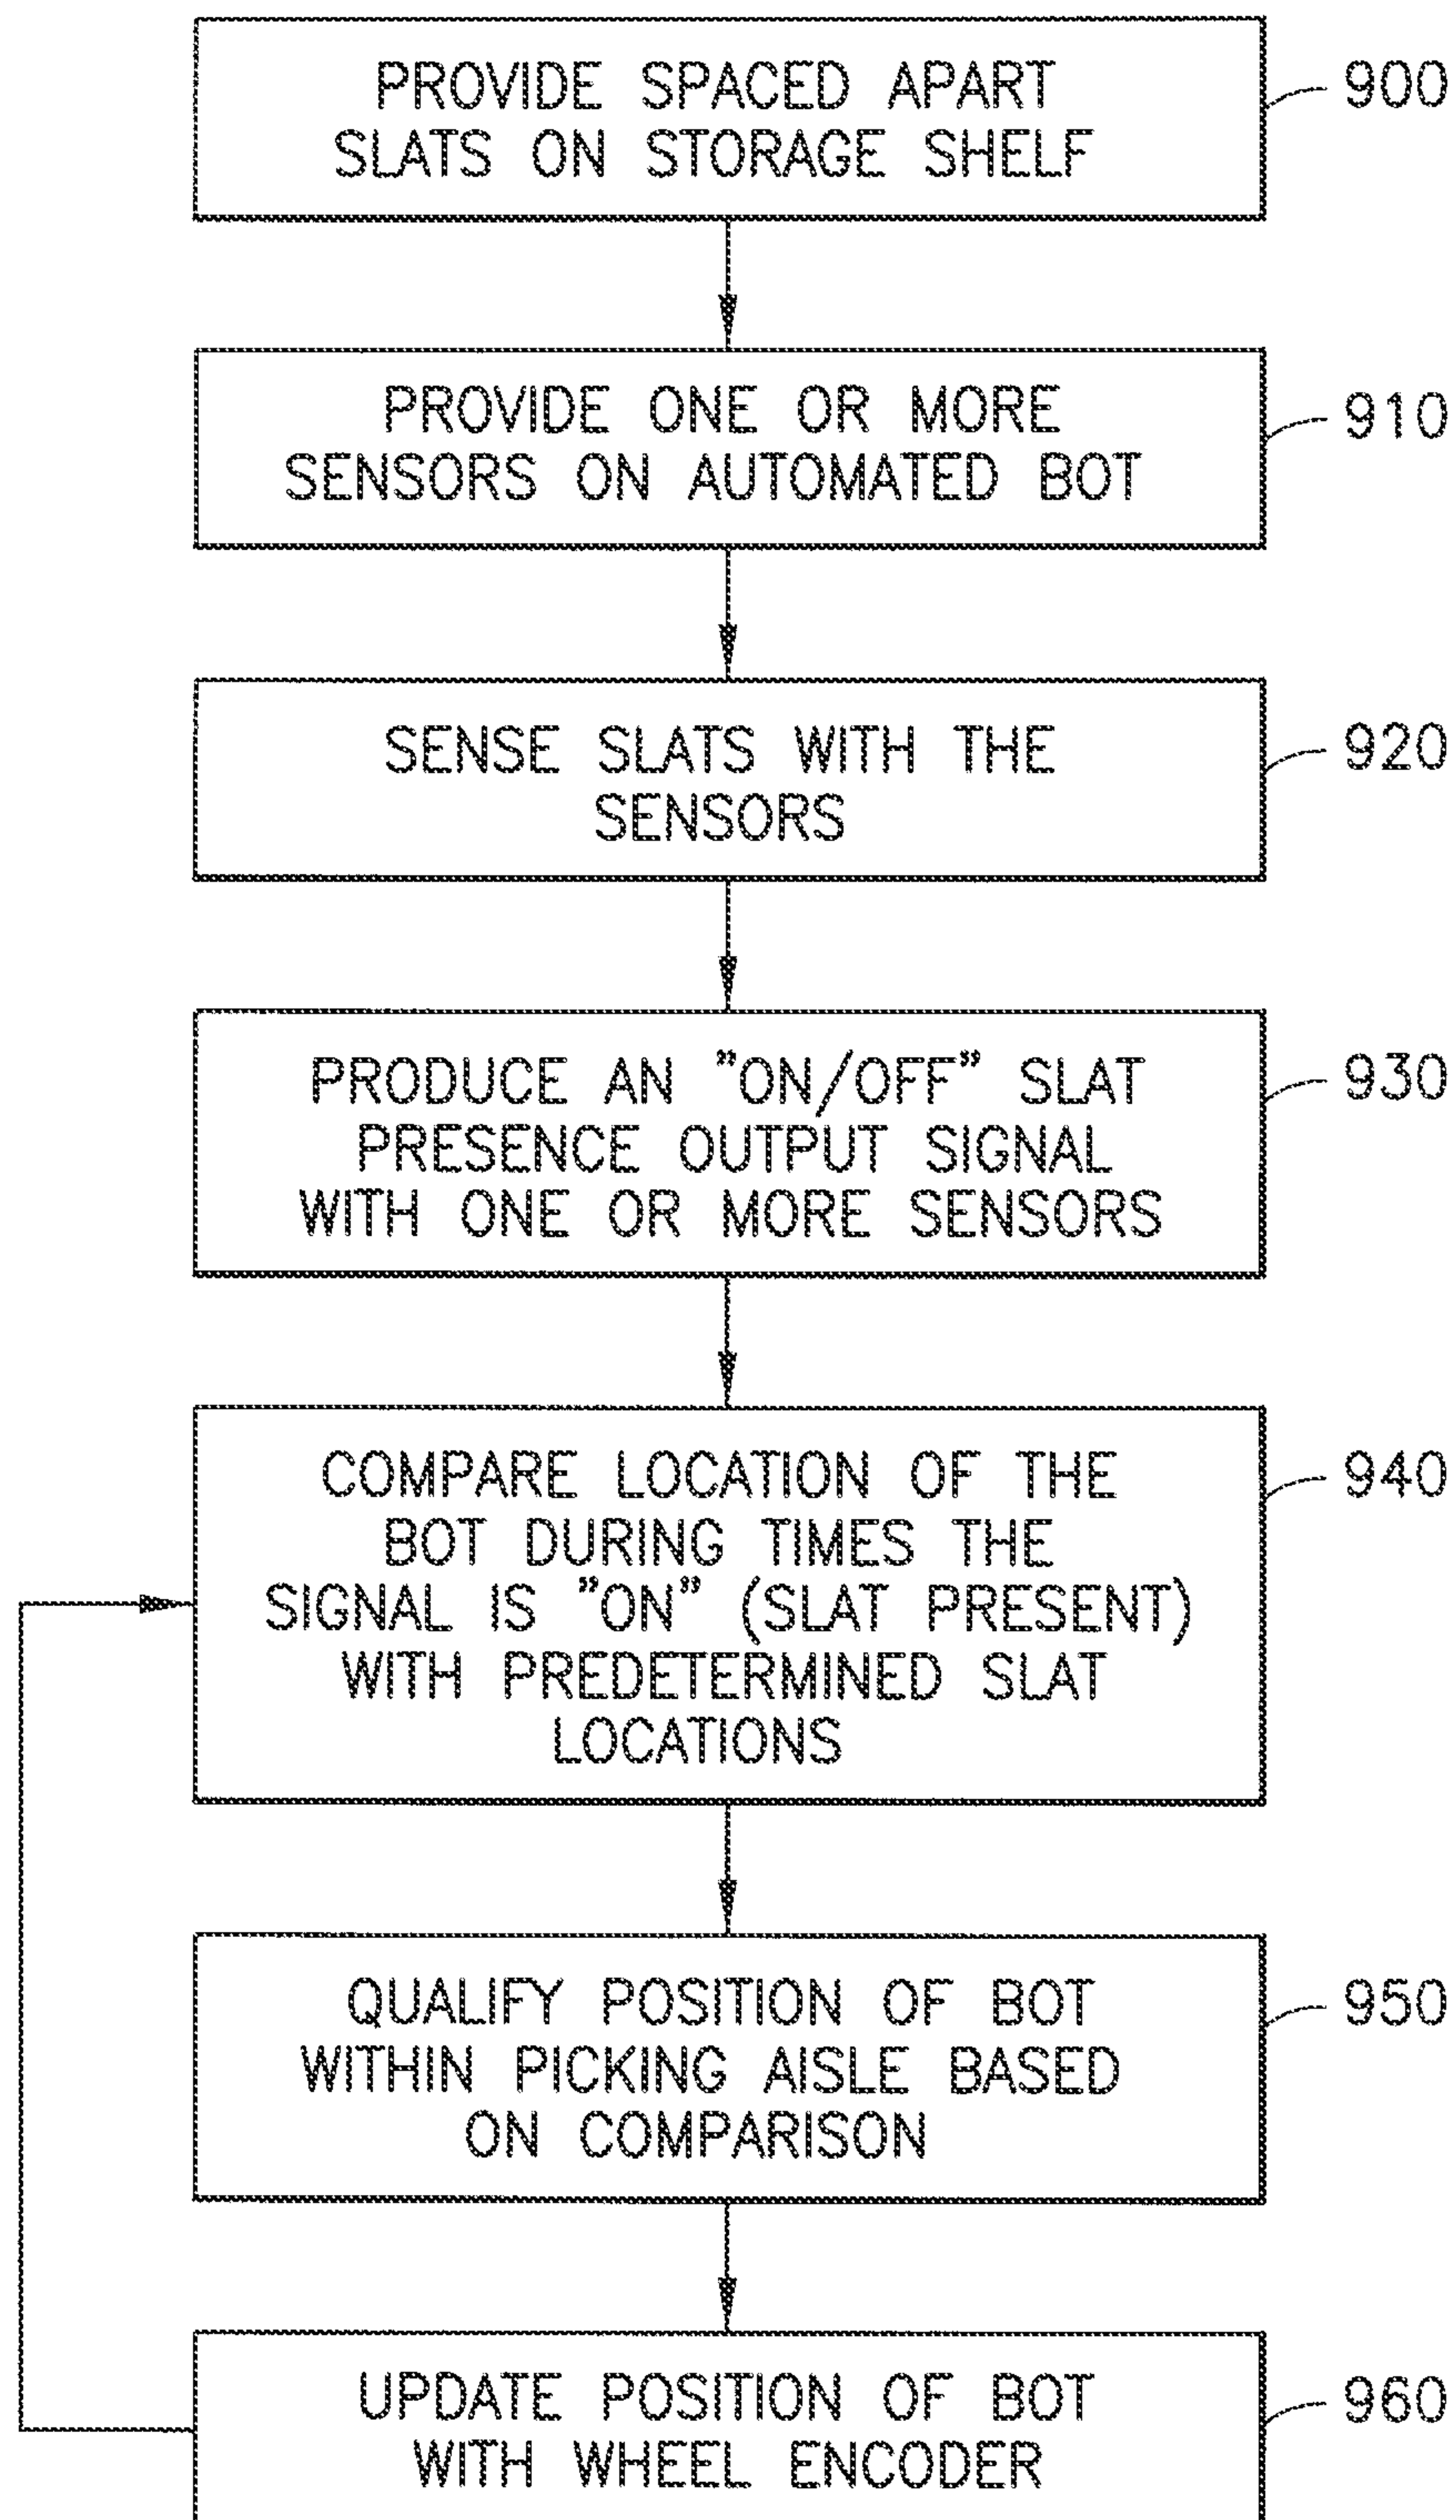 PROVIDE SPACED APART
SLATS ON STORAGE SHELF
900
PROVIDE ONE OR MORE
SENSORS ON AUTOMATED BOT
910
SENSE SLATS WITH THE
SENSORS
920
PRODUCE AN "ON/OFF" SLAT
PRESENCE OUTPUT SIGNAL
WITH ONE OR MORE SENSORS
930
COMPARE LOCATION OF THE
BOT DURING TIMES THE
SIGNAL IS "ON" (SLAT PRESENT)
WITH PREDETERMINED SLAT
LOCATIONS
940
QUALIFY POSITION OF BOT
WITHIN PICKING AISLE BASED
ON COMPARISON
950
UPDATE POSITION OF BOT
WITH WHEEL ENCODER
960